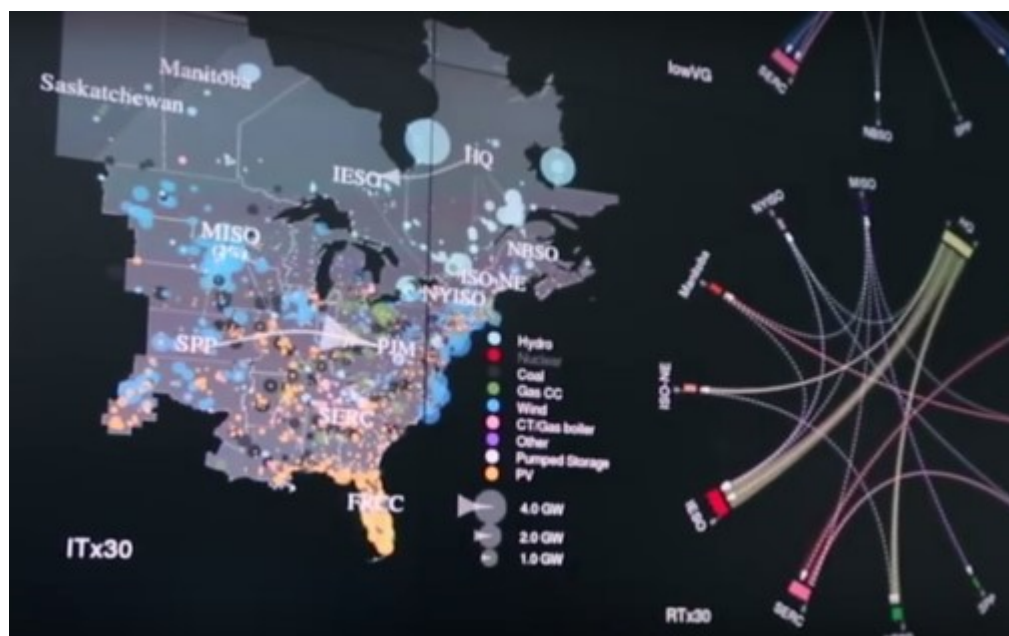 Manitoba
Saskatchewan
HQ
IESO
MISO
NBSO
ISO-NE
NYISO
SPP
PJM
SERC
FRCC
ITx30
Hydro
Nuclear
Coal
Gas CC
Wind
CT/Gas boiler
Other
Pumped Storage
PV
4.0 GW
2.0 GW
1.0 GW
lowVG
SERC
NBSO
SPP
MISO
NYISO
HQ
Manitoba
ISO-NE
IESO
SERC
SPP
RTx30